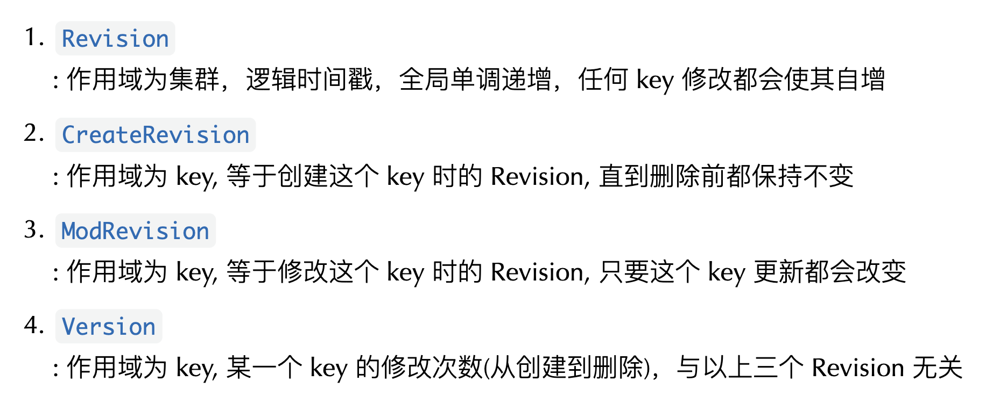 1. Revision
: 作用域为集群，逻辑时间戳，全局单调递增，任何 key 修改都会使其自增
2. CreateRevision
: 作用域为 key, 等于创建这个 key 时的 Revision, 直到删除前都保持不变
3. ModRevision
: 作用域为 key, 等于修改这个 key 时的 Revision, 只要这个 key 更新都会改变
4. Version
: 作用域为 key, 某一个 key 的修改次数(从创建到删除)，与以上三个 Revision 无关